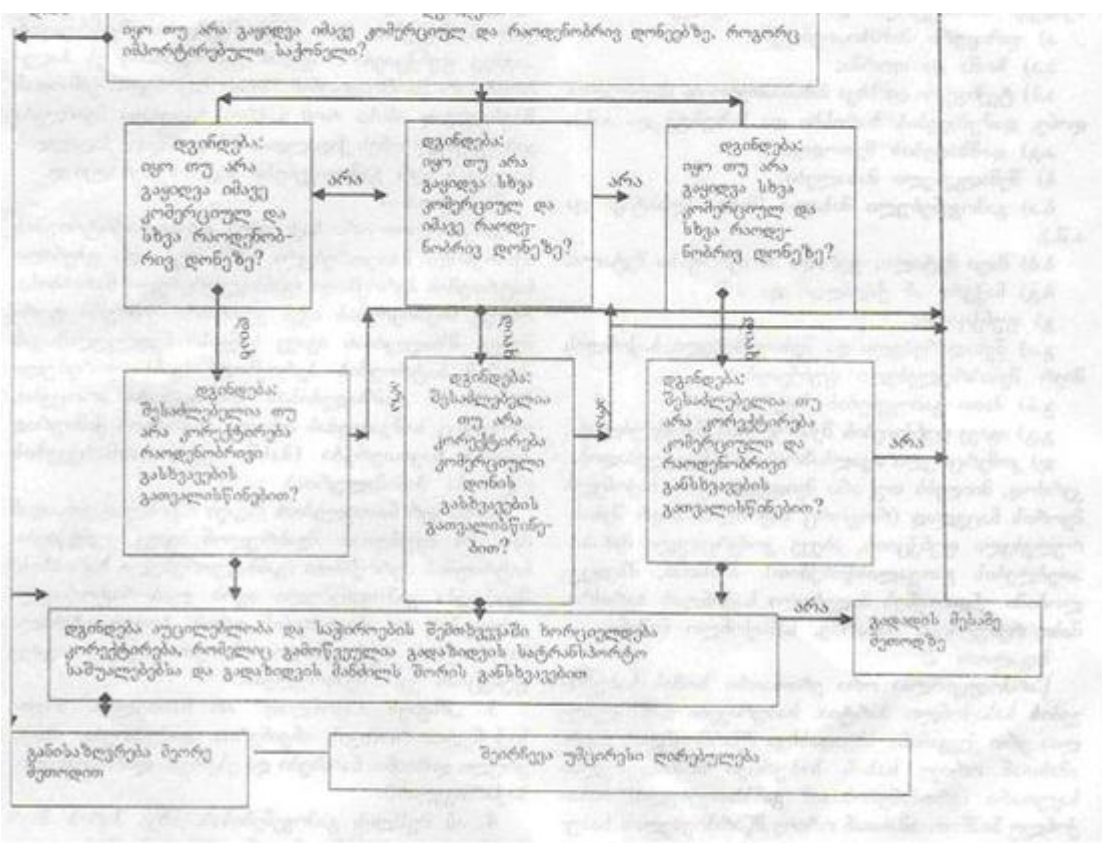 იყო თუ არა გაყიდვა იმავე კომერციულ და რაოდენობრივ დონეებზე, როგორც
იმპორტირებული საქონელი?
დგინდება:
იყო თუ არა
გაყიდვა იმავე
კომერციულ და
სხვა რაოდენობ-
რივ დონეზე?
არა
დგინდება:
იყო თუ არა
გაყიდვა სხვა
კომერციულ და
იმავე რაოდე-
ნობრივ დონეზე?
არა
დგინდება:
იყო თუ არა
გაყიდვა სხვა
კომერციულ და
სხვა რაოდე-
ნობრივ დონეზე?
დგინდება:
შესაძლებელია თუ
არა კორექტირება
რაოდენობრივი
გასხვავების
გათვალისწინებით?
დგინდება:
შესაძლებელია
თუ არა
კორექტირება
კომერციული
დონის
გასხვავების
გათვალისწინე-
ბით?
დგინდება:
შესაძლებელია თუ
არა კორექტირება
კომერციული და
რაოდენობრივი
განსხვავების
გათვალისწინებით?
არა
დგინდება აუცილებლობა და საჭიროების შემთხვევაში ხორციელდება
კორექტირება, რომელიც გამოწვეულია გადაზიდვის სატრანსპორტო
საშუალებებსა და გადაზიდვის მანძილს შორის განსხვავებით
არა
გადადის მესამე
მეთოდზე
განისაზღვრება მეორე
მეთოდით
შეირჩევა უმცირესი ღირებულება